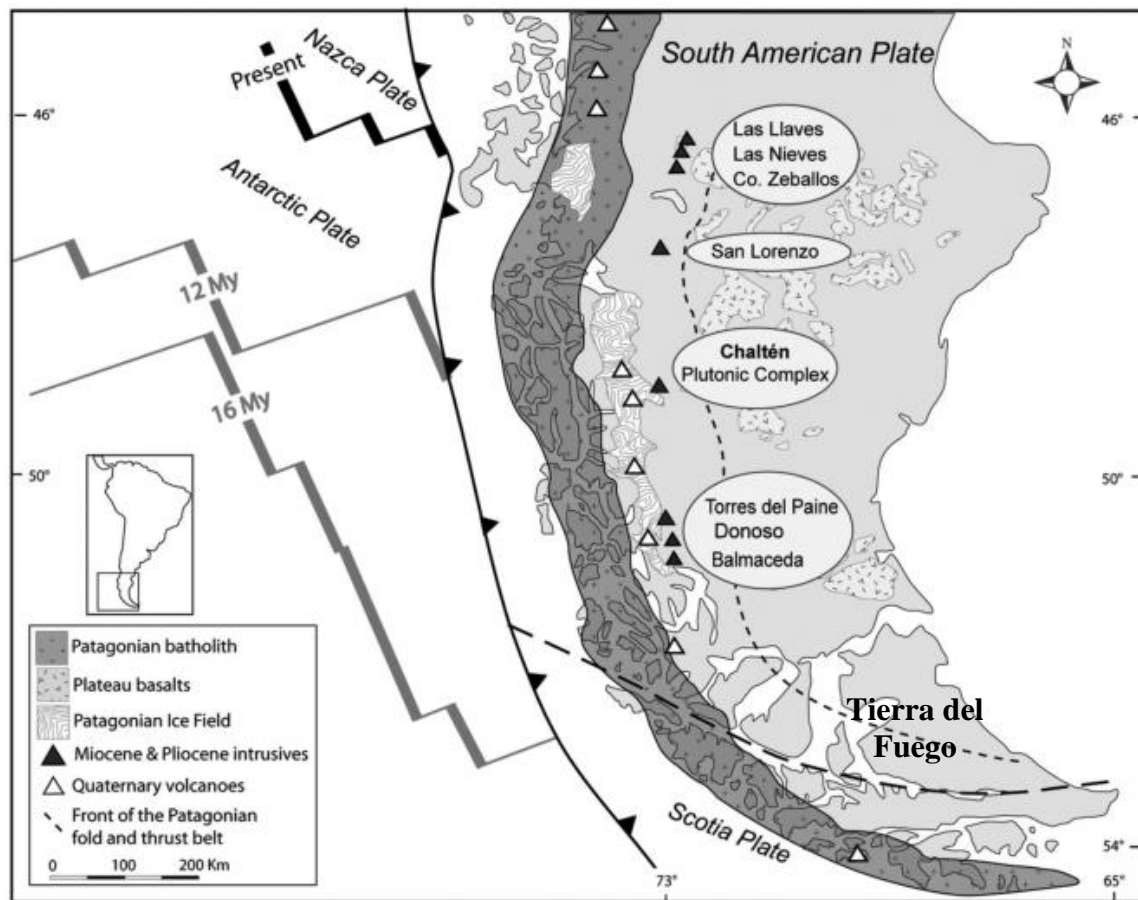 Nazca Plate
Present
Antarctic Plate
South American Plate
N
46°
46°
Las Llaves
Las Nieves
Co. Zeballos
San Lorenzo
12 My
16 My
Chaltén
Plutonic Complex
50°
50°
Torres del Paine
Donoso
Balmaceda
Tierra del
Fuego
Scotia Plate
Patagonian batholith
Plateau basalts
Patagonian Ice Field
Miocene & Pliocene intrusives
Quaternary volcanoes
Front of the Patagonian
fold and thrust belt
0 100 200 Km
73°
54°
65°